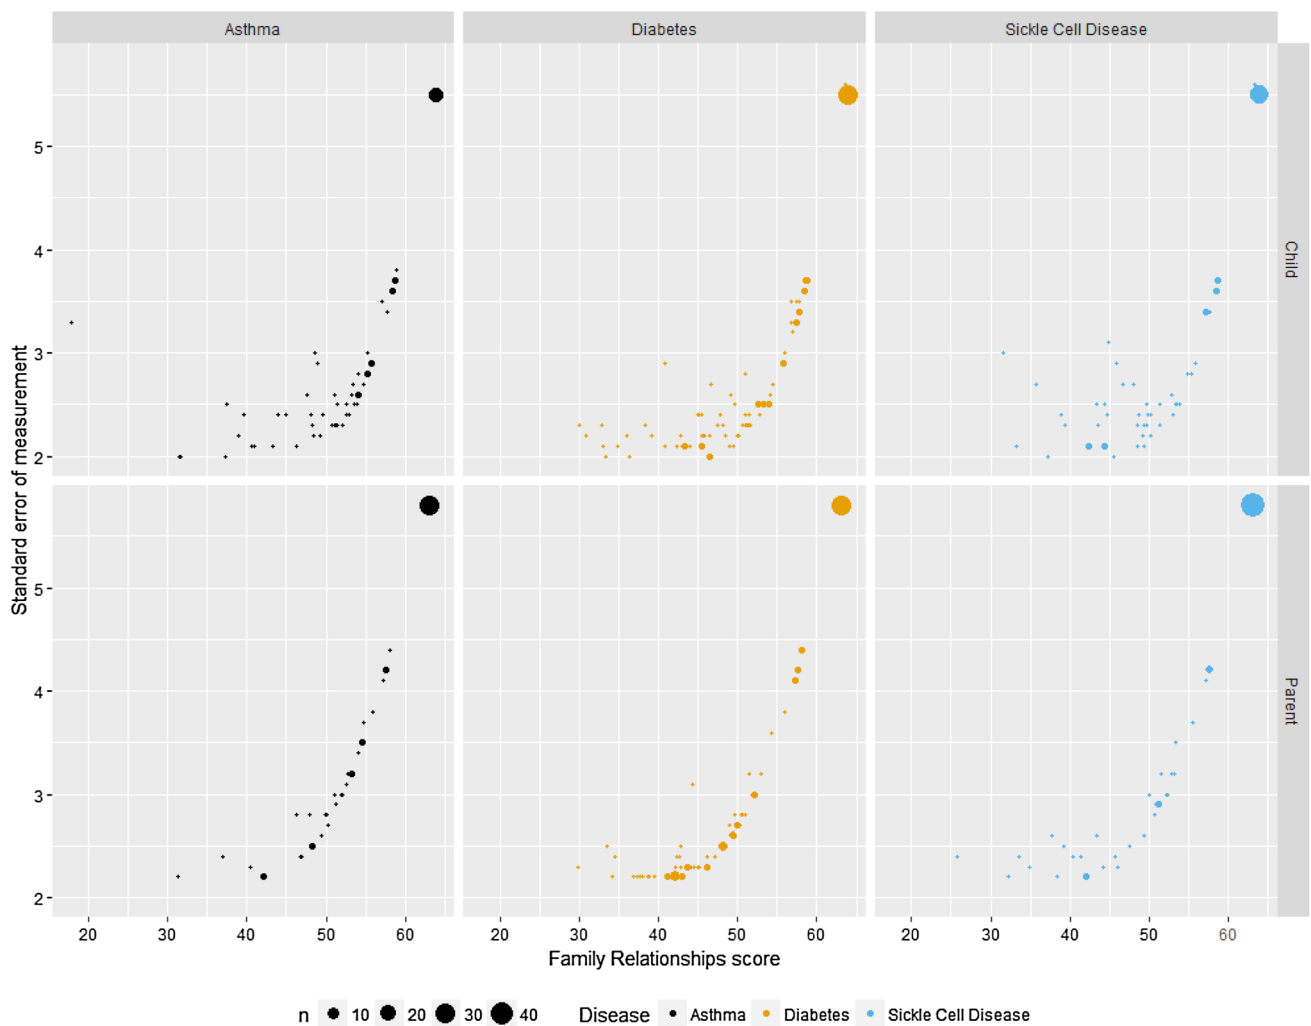 Asthma Diabetes Sickle Cell Disease
5
4
3
2
Child
5
4
3
2
Parent
Standard error of measurement
20 30 40 50 60 20 30 40 50 60 20 30 40 50 60
Family Relationships score
n 10 20 30 40 Disease Asthma Diabetes Sickle Cell Disease